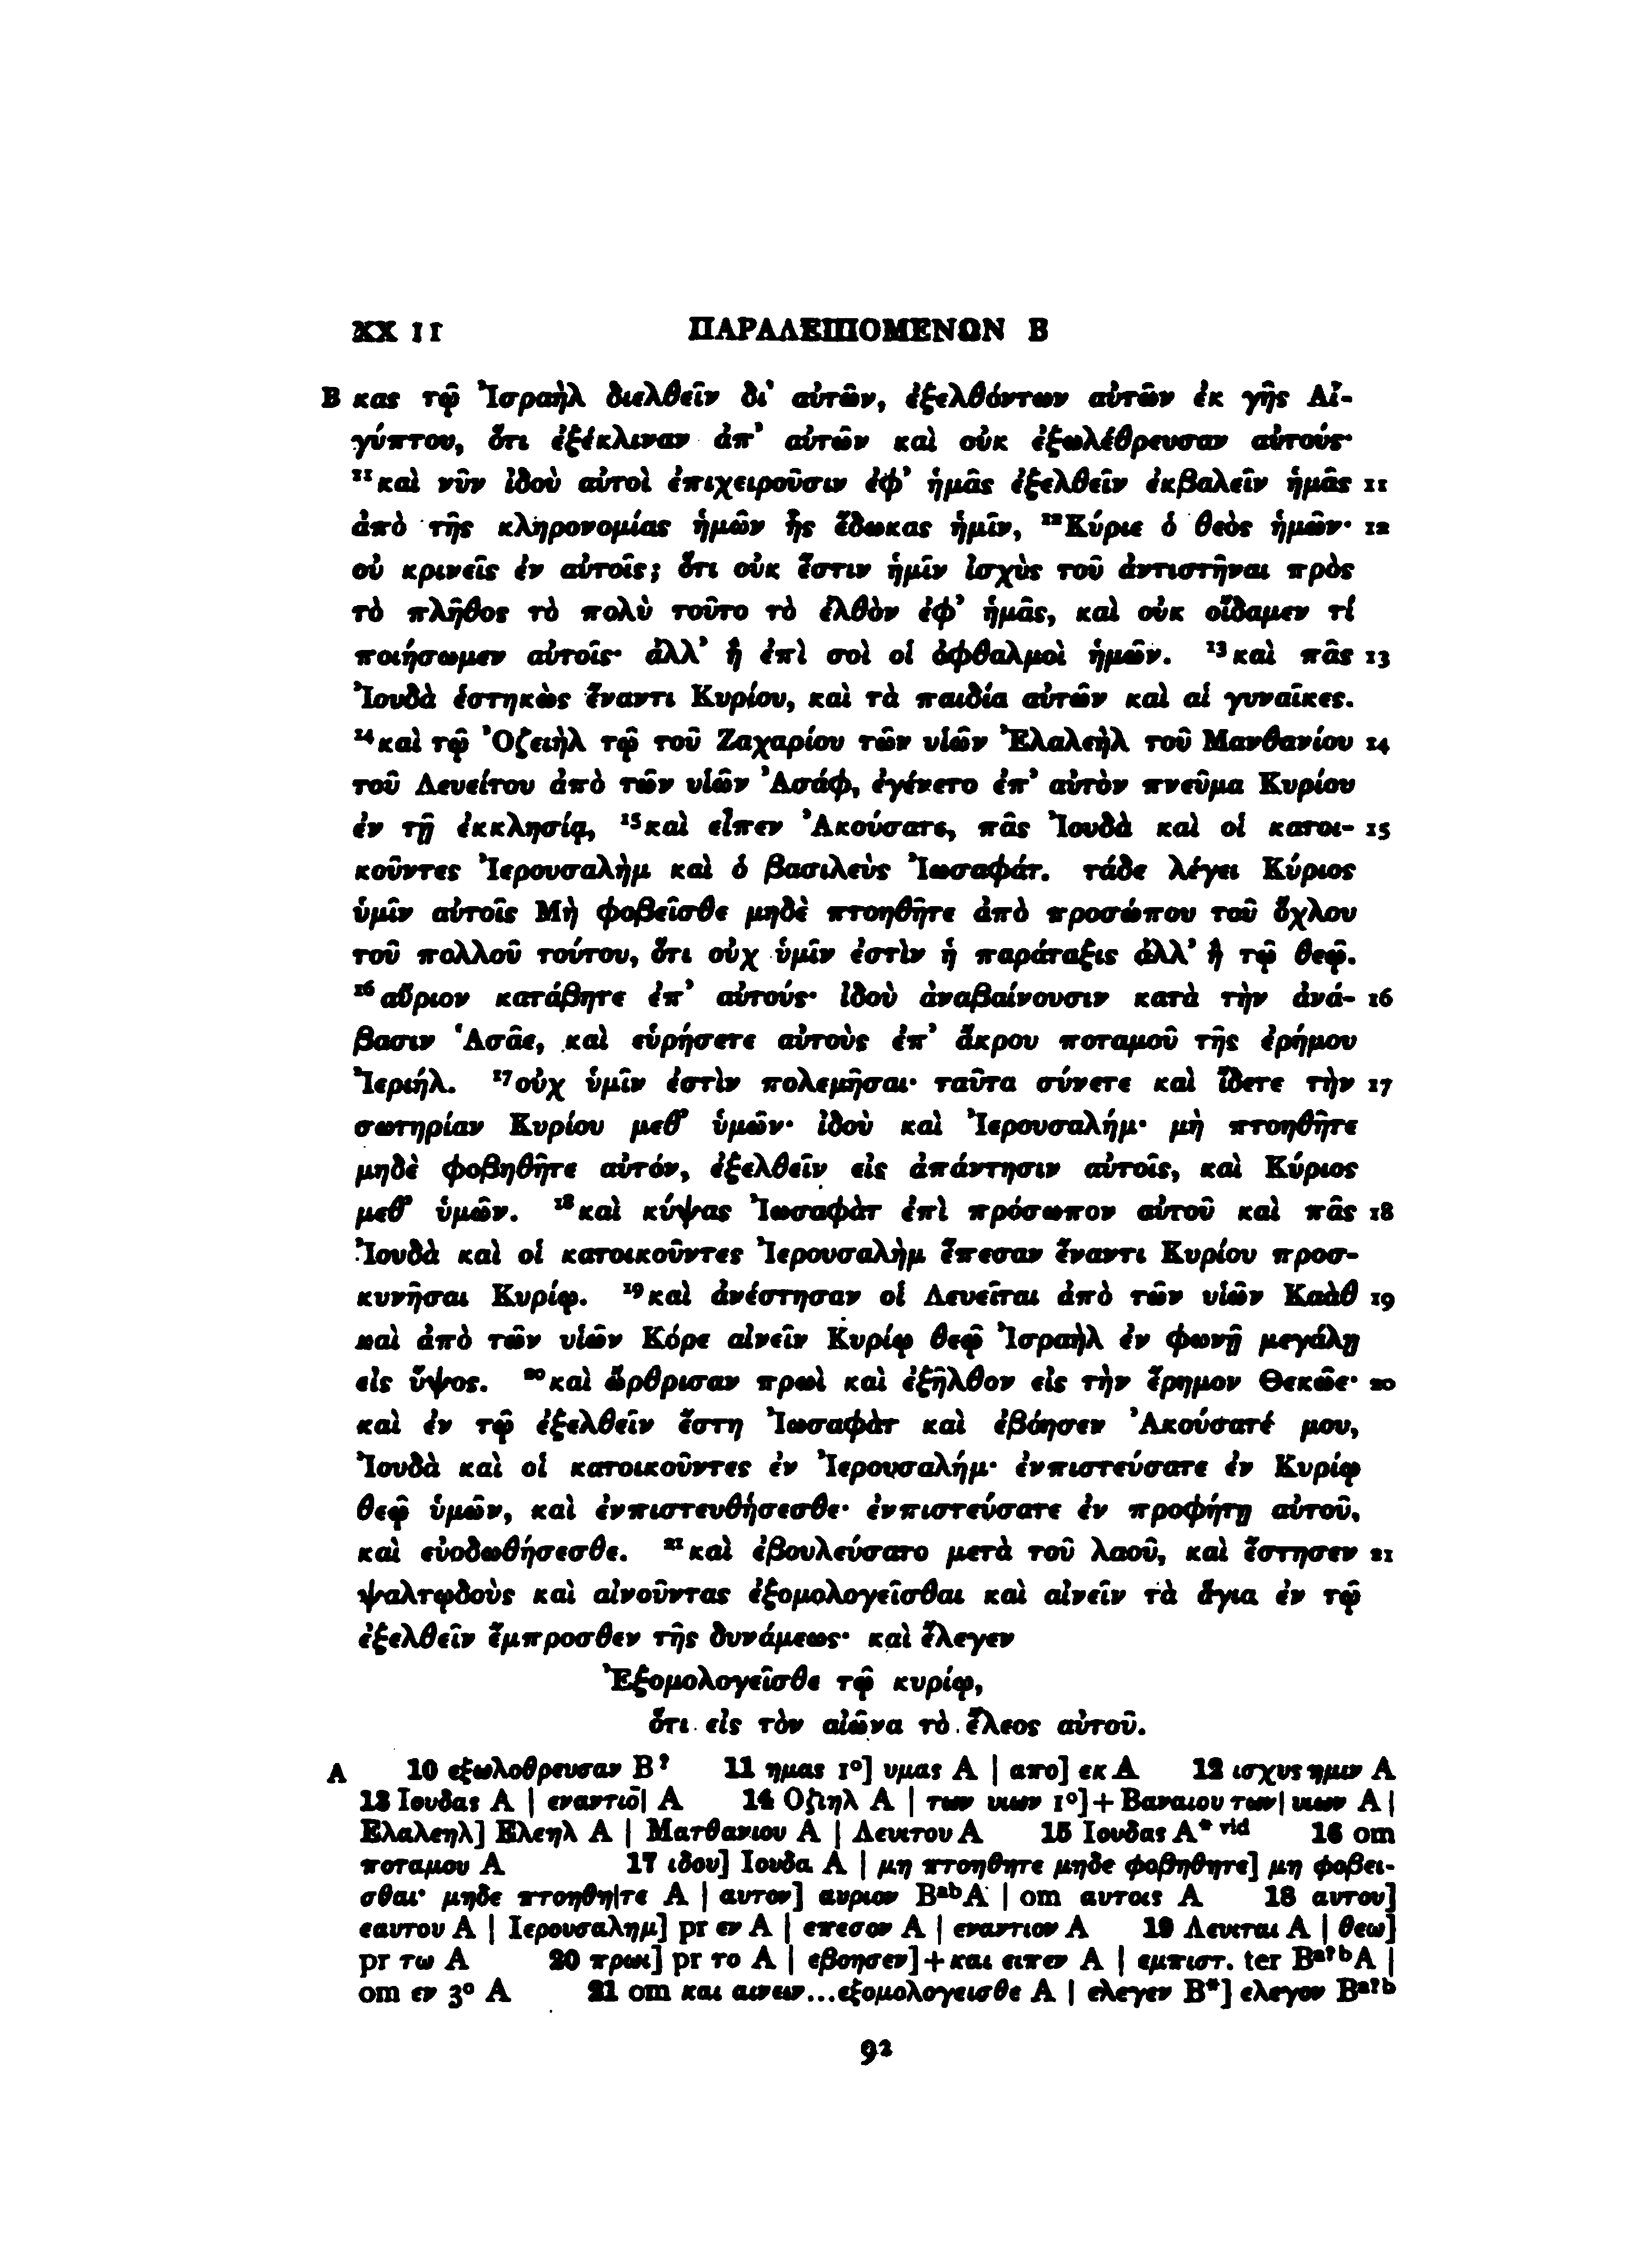 XX 11 ΠΑΡΑΛΕΙΠΟΜΕΝΩΝ Β
B κας τῷ Ἰσραὴλ διελθεῖν δι' αὐτῶν, ἐξελθόντων αὐτῶν ἐκ γῆς Αἰ-
γύπτου, ὅτι ἐξέκλιναν ἀπ' αὐτῶν καὶ οὐκ ἐξωλέθρευσαν αὐτούς·
¹¹καὶ νῦν ἰδοὺ αὐτοὶ ἐπιχειροῦσιν ἐφ' ἡμᾶς ἐξελθεῖν ἐκβαλεῖν ἡμᾶς 11
ἀπὸ τῆς κληρονομίας ἡμῶν ἧς ἔδωκας ἡμῖν, ¹²Κύριε ὁ θεὸς ἡμῶν· 12
οὐ κρινεῖς ἐν αὐτοῖς; ὅτι οὐκ ἔστιν ἡμῖν ἰσχὺς τοῦ ἀντιστῆναι πρὸς
τὸ πλῆθος τὸ πολὺ τοῦτο τὸ ἐλθὸν ἐφ' ἡμᾶς, καὶ οὐκ οἴδαμεν τί
ποιήσωμεν αὐτοῖς· ἀλλ' ἢ ἐπὶ σοὶ οἱ ὀφθαλμοὶ ἡμῶν. ¹³καὶ πᾶς 13
Ἰουδὰ ἑστηκὼς ἔναντι Κυρίου, καὶ τὰ παιδία αὐτῶν καὶ αἱ γυναῖκες.
¹⁴καὶ τῷ Ὀζειὴλ τῷ τοῦ Ζαχαρίου τῶν υἱῶν Ἐλαλεὴλ τοῦ Μανθανίου 14
τοῦ Λευείτου ἀπὸ τῶν υἱῶν Ἀσάφ, ἐγένετο ἐπ' αὐτὸν πνεῦμα Κυρίου
ἐν τῇ ἐκκλησίᾳ, ¹⁵καὶ εἶπεν Ἀκούσατε, πᾶς Ἰουδὰ καὶ οἱ κατοι- 15
κοῦντες Ἰερουσαλὴμ καὶ ὁ βασιλεὺς Ἰωσαφάτ. τάδε λέγει Κύριος
ὑμῖν αὐτοῖς Μὴ φοβεῖσθε μηδὲ πτοηθῆτε ἀπὸ προσώπου τοῦ ὄχλου
τοῦ πολλοῦ τούτου, ὅτι οὐχ ὑμῖν ἐστὶν ἡ παράταξις ἀλλ' ἢ τῷ θεῷ.
¹⁶αὔριον κατάβητε ἐπ' αὐτούς· ἰδοὺ ἀναβαίνουσιν κατὰ τὴν ἀνά- 16
βασιν Ἁσᾶε, καὶ εὑρήσετε αὐτοὺς ἐπ' ἄκρου ποταμοῦ τῆς ἐρήμου
Ἰεριήλ. ¹⁷οὐχ ὑμῖν ἐστὶν πολεμῆσαι· ταῦτα σύνετε καὶ ἴδετε τὴν 17
σωτηρίαν Κυρίου μεθ' ὑμῶν· ἰδοὺ καὶ Ἰερουσαλήμ· μὴ πτοηθῆτε
μηδὲ φοβηθῆτε αὐτόν, ἐξελθεῖν εἰς ἀπάντησιν αὐτοῖς, καὶ Κύριος
μεθ' ὑμῶν. ¹⁸καὶ κύψας Ἰωσαφὰτ ἐπὶ πρόσωπον αὐτοῦ καὶ πᾶς 18
Ἰουδὰ καὶ οἱ κατοικοῦντες Ἰερουσαλὴμ ἔπεσαν ἔναντι Κυρίου προσ-
κυνῆσαι Κυρίῳ. ¹⁹καὶ ἀνέστησαν οἱ Λευεῖται ἀπὸ τῶν υἱῶν Καὰθ 19
καὶ ἀπὸ τῶν υἱῶν Κόρε αἰνεῖν Κυρίῳ θεῷ Ἰσραὴλ ἐν φωνῇ μεγάλῃ
εἰς ὕψος. ²⁰καὶ ὤρθρισαν πρωὶ καὶ ἐξῆλθον εἰς τὴν ἔρημον Θεκῶε· 20
καὶ ἐν τῷ ἐξελθεῖν ἔστη Ἰωσαφὰτ καὶ ἐβόησεν Ἀκούσατέ μου,
Ἰουδὰ καὶ οἱ κατοικοῦντες ἐν Ἰερουσαλήμ· ἐνπιστεύσατε ἐν Κυρίῳ
θεῷ ὑμῶν, καὶ ἐνπιστευθήσεσθε· ἐνπιστεύσατε ἐν προφήτῃ αὐτοῦ,
καὶ εὐοδωθήσεσθε. ²¹καὶ ἐβουλεύσατο μετὰ τοῦ λαοῦ, καὶ ἔστησεν 21
ψαλτῳδοὺς καὶ αἰνοῦντας ἐξομολογεῖσθαι καὶ αἰνεῖν τὰ ἅγια ἐν τῷ
ἐξελθεῖν ἔμπροσθεν τῆς δυνάμεως· καὶ ἔλεγεν
Ἐξομολογεῖσθε τῷ κυρίῳ,
ὅτι εἰς τὸν αἰῶνα τὸ ἔλεος αὐτοῦ.
A 10 εξωλοθρευσαν B? 11 ημας 1°] υμας A | απο] εκ A 12 ισχυς ημιν A
13 Ιουδας A | εναντιο̄| A 14 Οζιηλ A | των υιων 1°]+Βαναιου των| υιων A |
Ελαλεηλ] Ελεηλ A | Ματθανιου A | Λευιτου A 15 Ιουδας A* vid 16 om
ποταμου A 17 ιδου] Ιουδα A | μη πτοηθητε μηδε φοβηθητε] μη φοβει-
σθαι· μηδε πτοηθη|τε A | αυτον] αυριον BabA | om αυτοις A 18 αυτου]
εαυτου A | Ιερουσαλημ] pr εν A | επεσον A | εναντιον A 19 Λευιται A | θεω]
pr τω A 20 πρωι] pr το A | εβοησεν]+και ειπεν A | εμπιστ. ter Ba?bA |
om εν 3° A 21 om και αινειν...εξομολογεισθε A | ελεγεν B*] ελεγον Ba?b
92